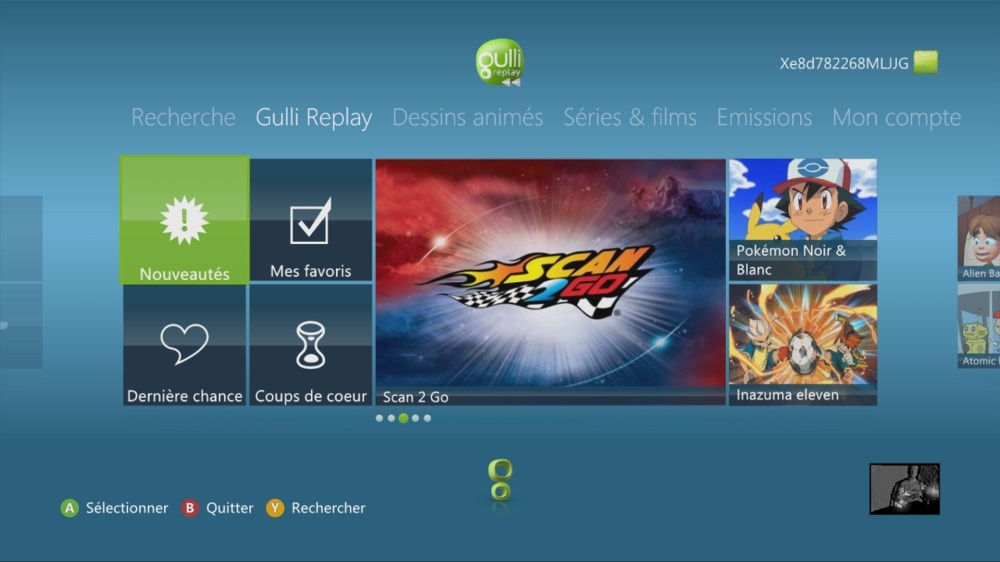 gulli
replay
Xe8d782268MLJJG
Recherche Gulli Replay Dessins animés Séries & films Emissions Mon compte
Nouveautés
Mes favoris
Dernière chance
Coups de coeur
SCAN
2 GO
®
Scan 2 Go
Pokémon Noir &
Blanc
Inazuma eleven
Alien Ba
Atomic
A Sélectionner B Quitter Y Rechercher